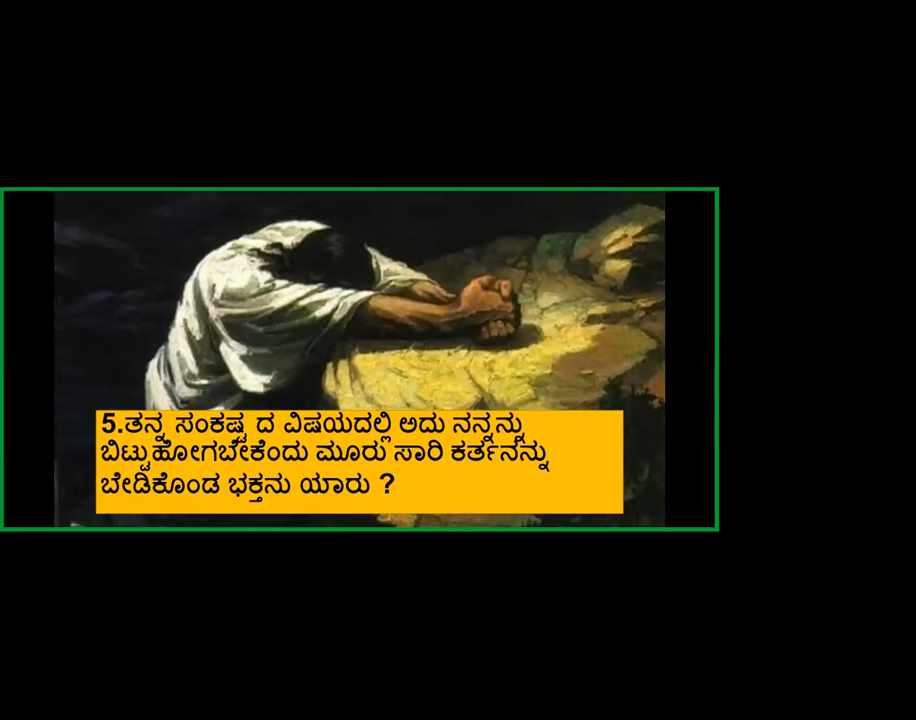 5.ತನ್ನ ಸಂಕಷ್ಟ ದ ವಿಷಯದಲ್ಲಿ ಅದು ನನ್ನನ್ನು
ಬಿಟ್ಟುಹೋಗಬೇಕೆಂದು ಮೂರು ಸಾರಿ ಕರ್ತನನ್ನು
ಬೇಡಿಕೊಂಡ ಭಕ್ತನು ಯಾರು ?